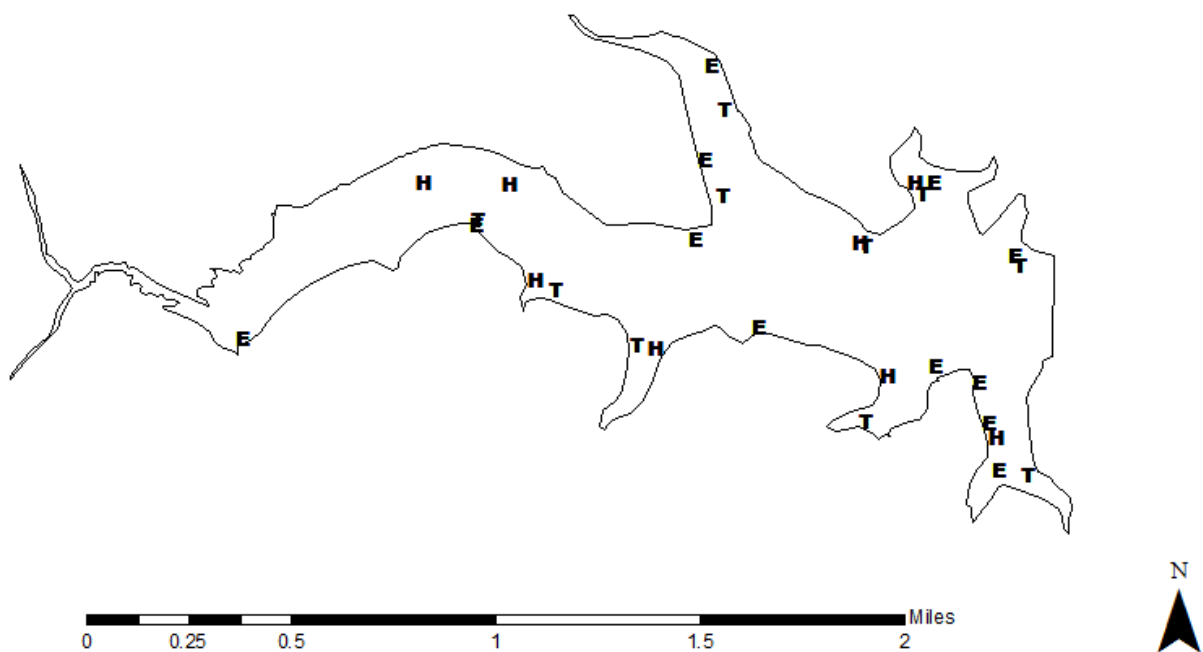 E
T
E
H H T H T E
T
E T E
H T
E T
H T
E
E
T H
H E E
T E
H
E T
N
Miles
0 0.25 0.5 1 1.5 2